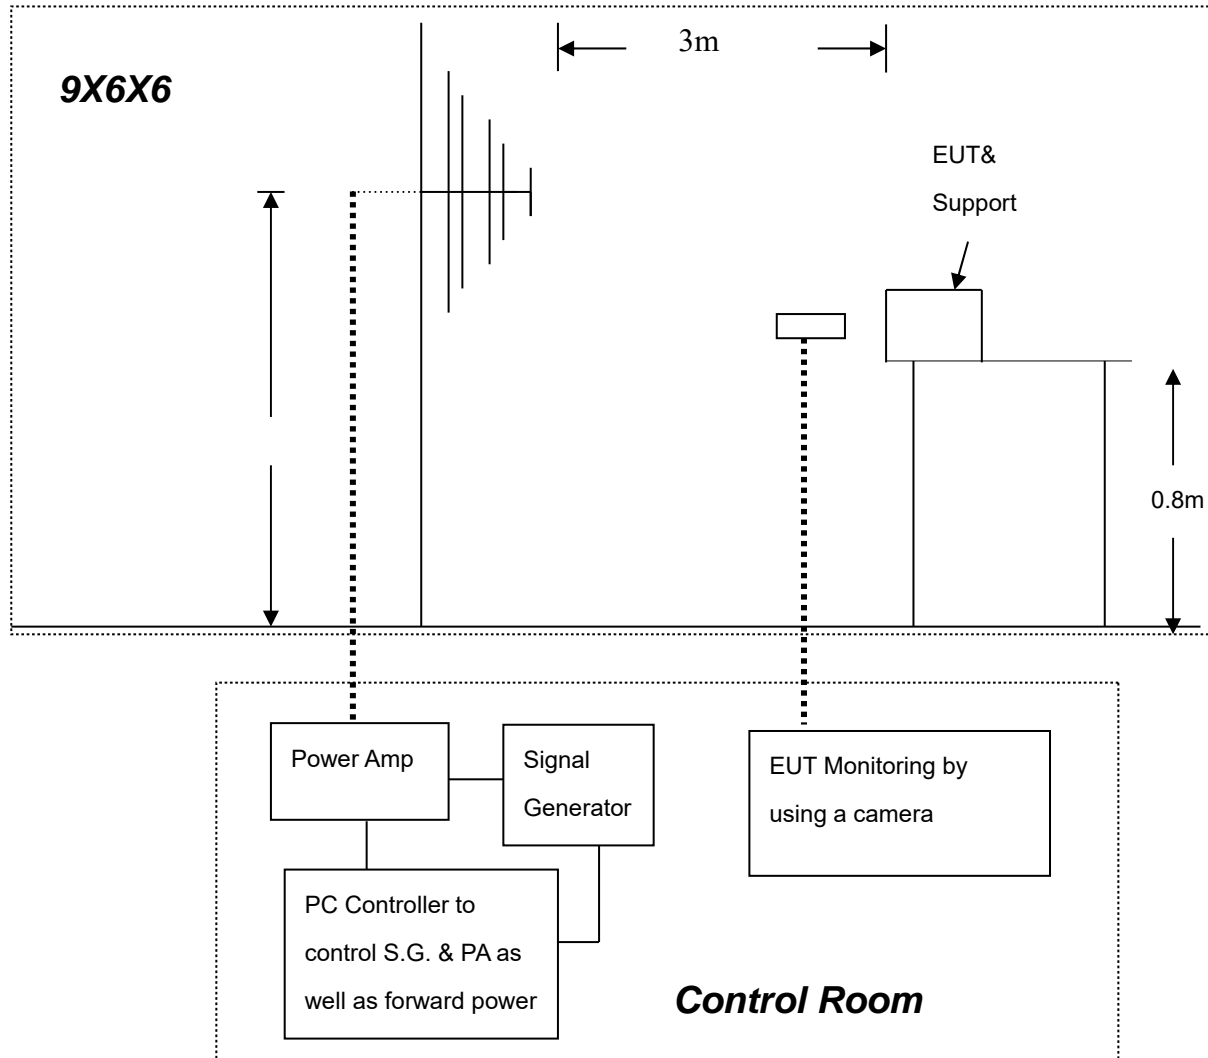 3m
9X6X6
EUT&
Support
0.8m
Power Amp
Signal
Generator
EUT Monitoring by
using a camera
PC Controller to
control S.G. & PA as
well as forward power
Control Room